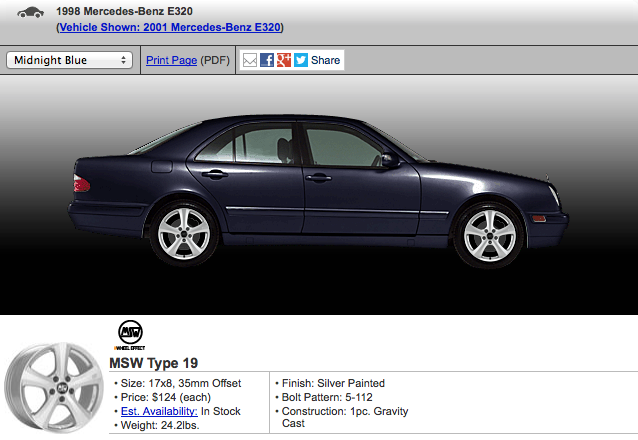 1998 Mercedes-Benz E320
(Vehicle Shown: 2001 Mercedes-Benz E320)
Midnight Blue Print Page (PDF) Share
MSW
WHEEL EFFECT
MSW Type 19
• Size: 17x8, 35mm Offset
• Price: $124 (each)
• Est. Availability: In Stock
• Weight: 24.2lbs.
• Finish: Silver Painted
• Bolt Pattern: 5-112
• Construction: 1pc. Gravity
Cast